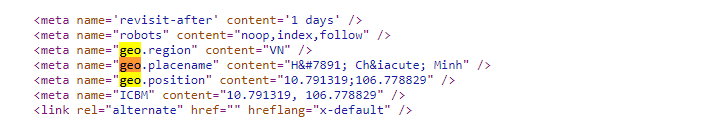 <meta name='revisit-after' content='1 days' />
<meta name="robots" content="noop,index,follow" />
<meta name="geo.region" content="VN" />
<meta name="geo.placename" content="H&#7891; Ch&iacute; Minh" />
<meta name="geo.position" content="10.791319;106.778829" />
<meta name="ICBM" content="10.791319, 106.778829" />
<link rel="alternate" href="" hreflang="x-default" />